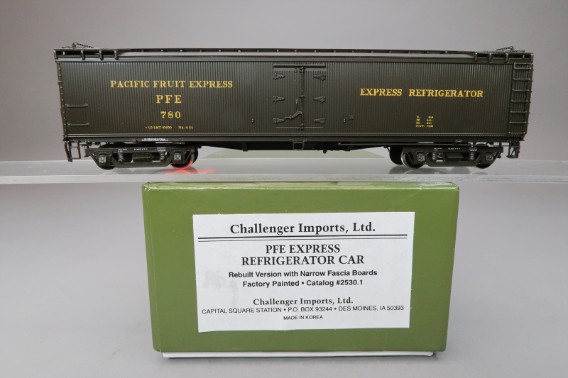 PACIFIC FRUIT EXPRESS
PFE
780
EXPRESS REFRIGERATOR
Challenger Imports, Ltd.
PFE EXPRESS
REFRIGERATOR CAR
Rebuilt Version with Narrow Fascia Boards
Factory Painted • Catalog #2530.1
Challenger Imports, Ltd.
CAPITAL SQUARE STATION • P.O. BOX 93244 • DES MOINES, IA 50393
MADE IN KOREA